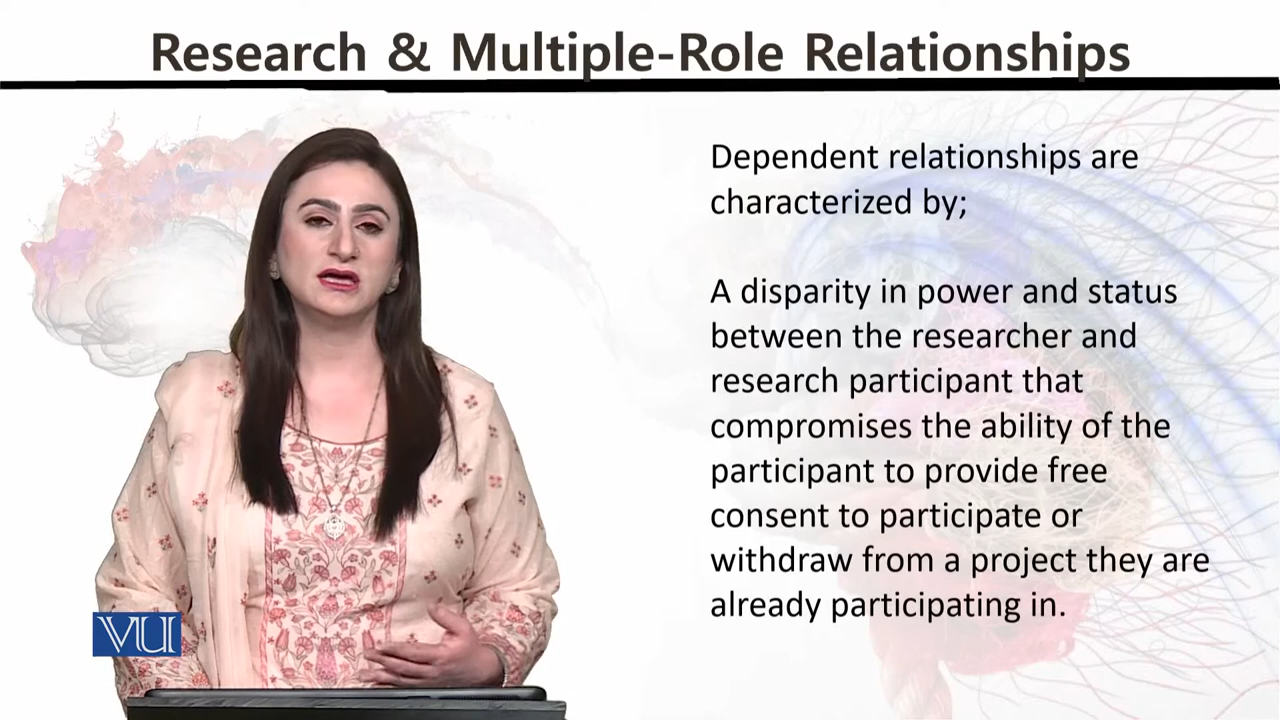 Research & Multiple-Role Relationships
Dependent relationships are
characterized by;
A disparity in power and status
between the researcher and
research participant that
compromises the ability of the
participant to provide free
consent to participate or
withdraw from a project they are
already participating in.
VU